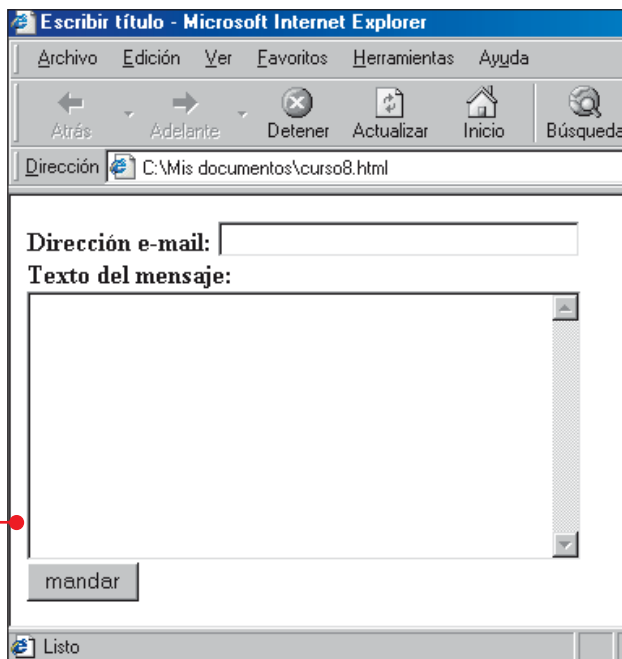 Escribir título - Microsoft Internet Explorer
Archivo Edición Ver Favoritos Herramientas Ayuda
Atrás Adelante Detener Actualizar Inicio Búsqueda
Dirección C:\Mis documentos\curso8.html
Dirección e-mail:
Texto del mensaje:
mandar
Listo